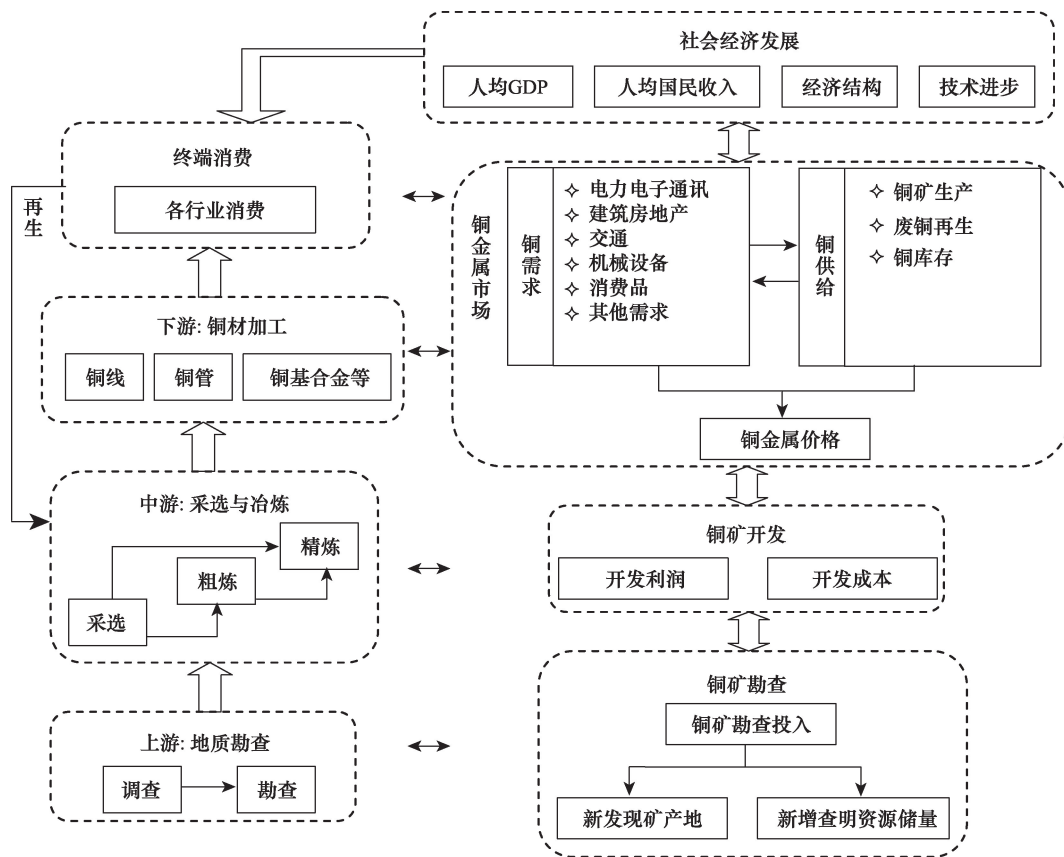 社会经济发展
人均GDP
人均国民收入
经济结构
技术进步
终端消费
各行业消费
再生
铜金属市场
铜需求
✧ 电力电子通讯
✧ 建筑房地产
✧ 交通
✧ 机械设备
✧ 消费品
✧ 其他需求
铜供给
✧ 铜矿生产
✧ 废铜再生
✧ 铜库存
铜金属价格
下游: 铜材加工
铜线
铜管
铜基合金等
中游: 采选与冶炼
精炼
粗炼
采选
铜矿开发
开发利润
开发成本
上游: 地质勘查
调查
勘查
铜矿勘查
铜矿勘查投入
新发现矿产地
新增查明资源储量